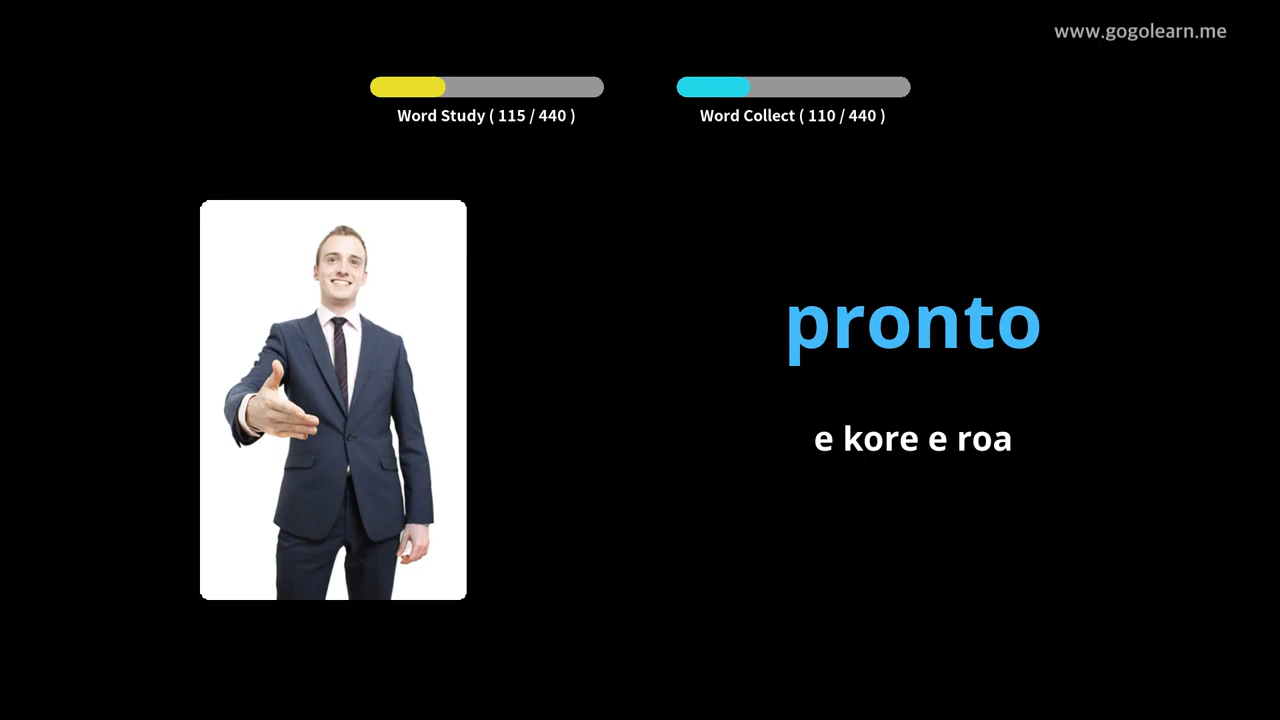 www.gogolearn.me
Word Study ( 115 / 440 )
Word Collect ( 110 / 440 )
pronto
e kore e roa